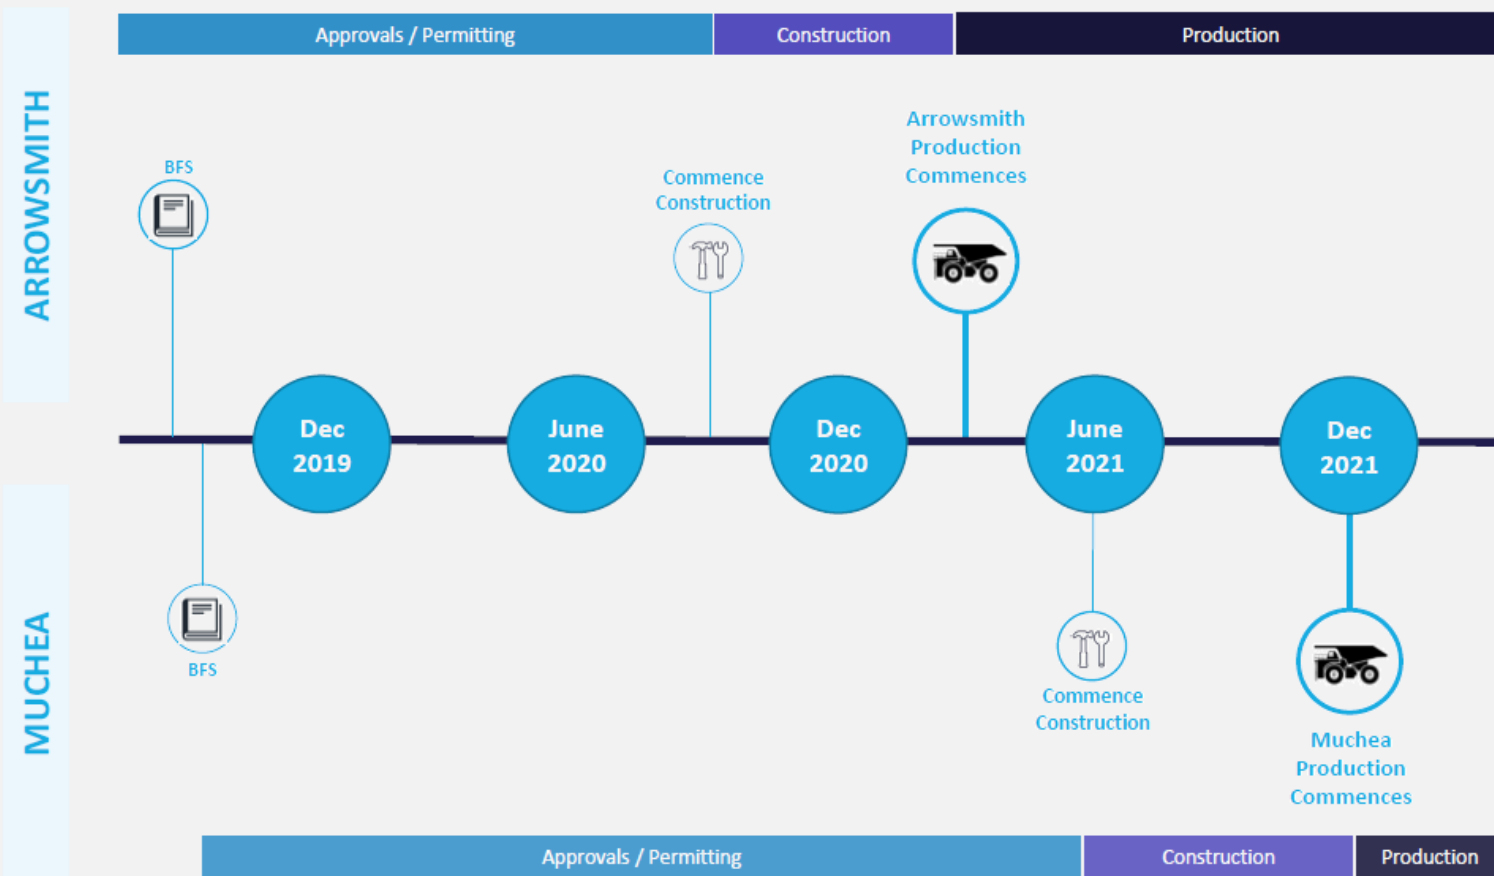 Approvals / Permitting
Construction
Production
ARROWSMITH
BFS
Commence
Construction
Arrowsmith
Production
Commences
Dec
2019
June
2020
Dec
2020
June
2021
Dec
2021
MUCHEA
BFS
Commence
Construction
Muchea
Production
Commences
Approvals / Permitting
Construction
Production